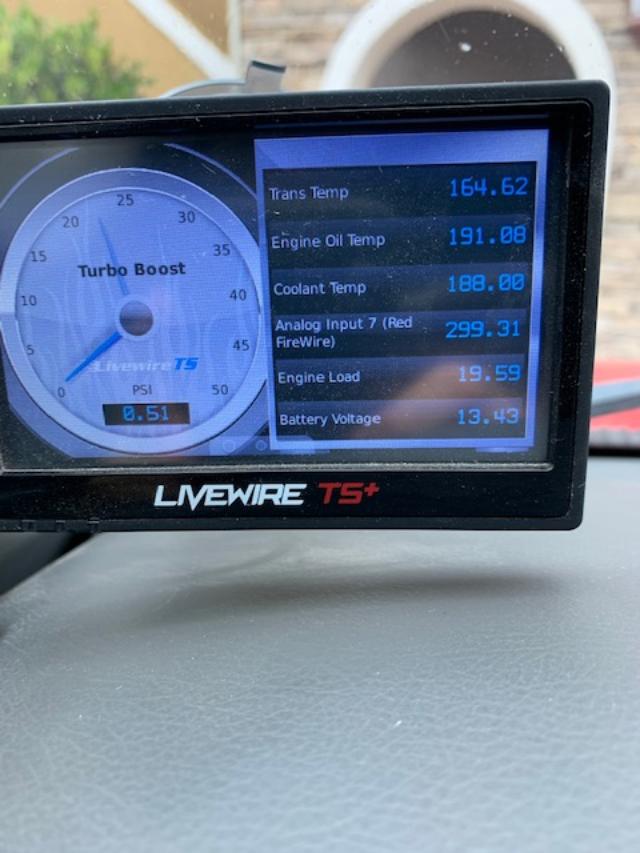 25
20
30
15
35
Turbo Boost
10
40
5
45
Livewire TS
0
PSI
50
0.51
Trans Temp 164.62
Engine Oil Temp 191.08
Coolant Temp 188.00
Analog Input 7 (Red
FireWire) 299.31
Engine Load 19.59
Battery Voltage 13.43
LIVEWIRE TS+